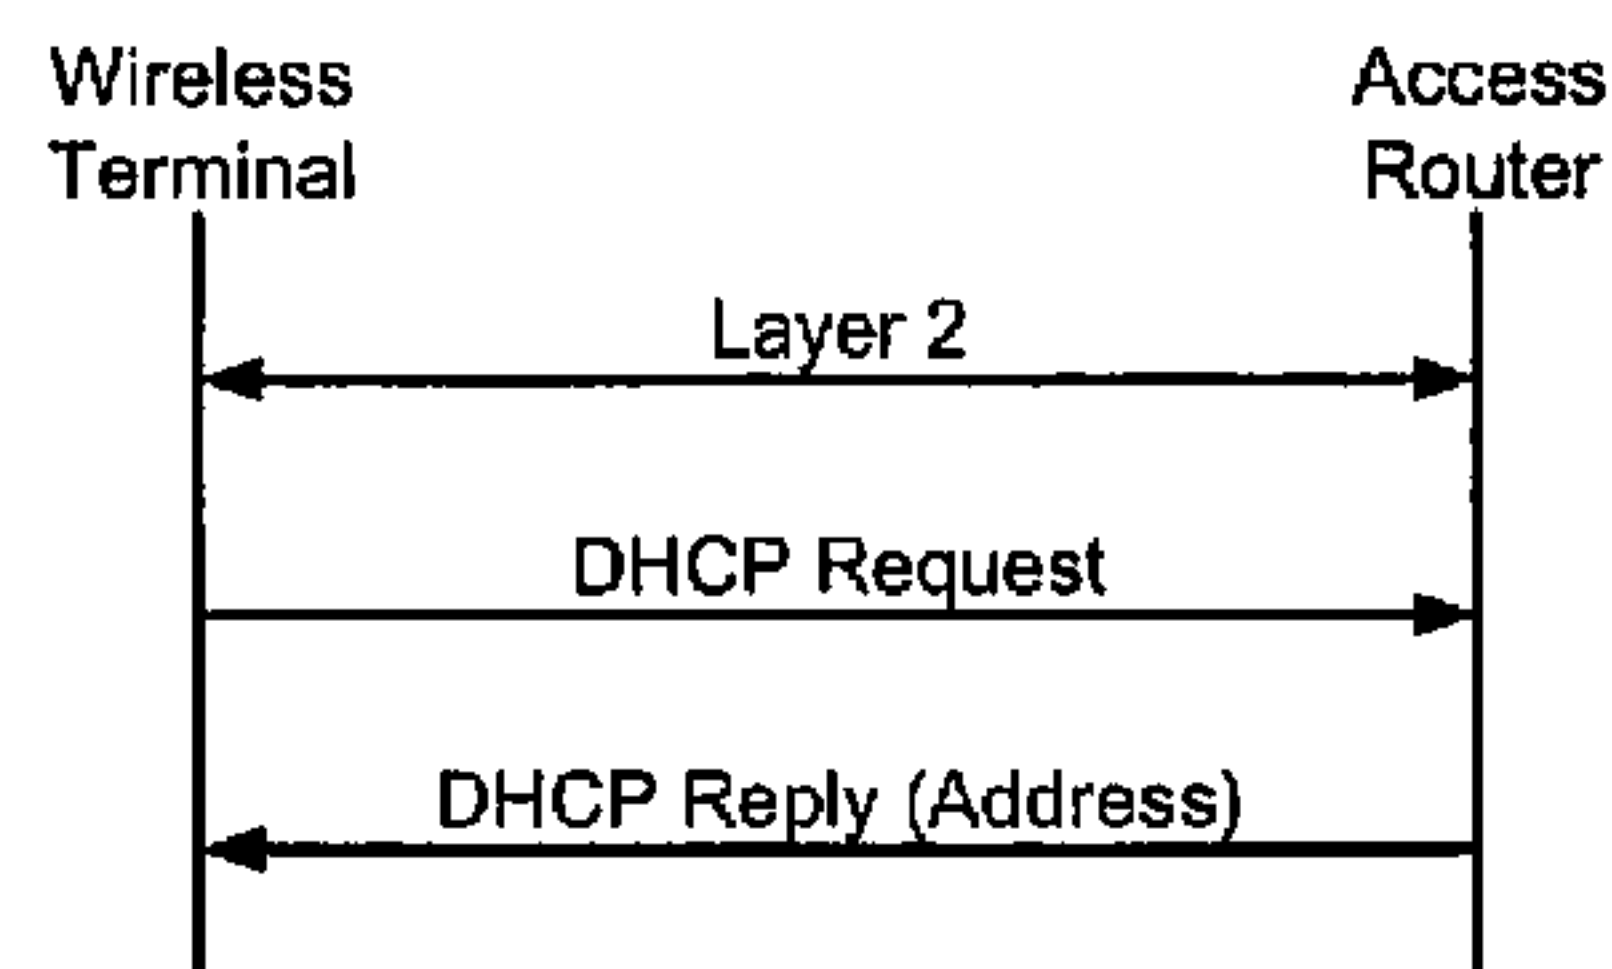 Wireless
Terminal
Access
Router
Layer 2
DHCP Request
DHCP Reply (Address)